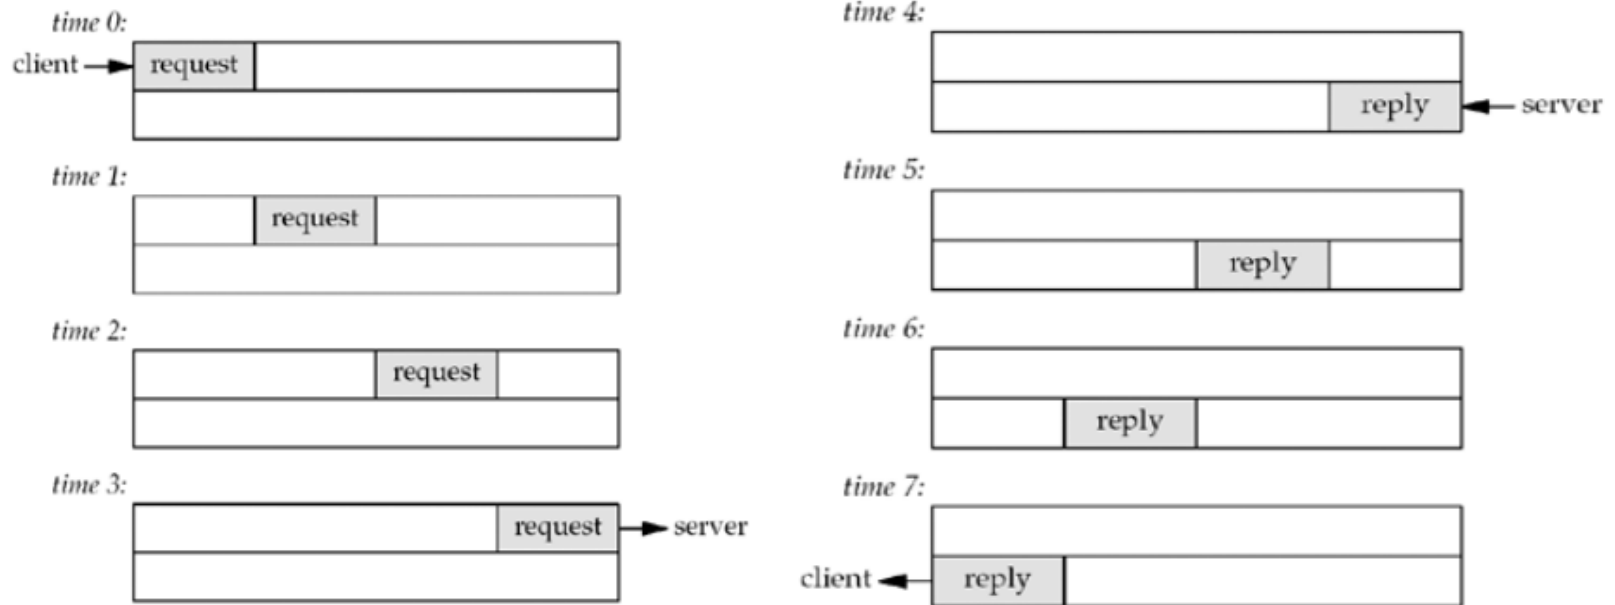 time 0:
client request
time 1:
request
time 2:
request
time 3:
request server
time 4:
reply server
time 5:
reply
time 6:
reply
time 7:
client reply